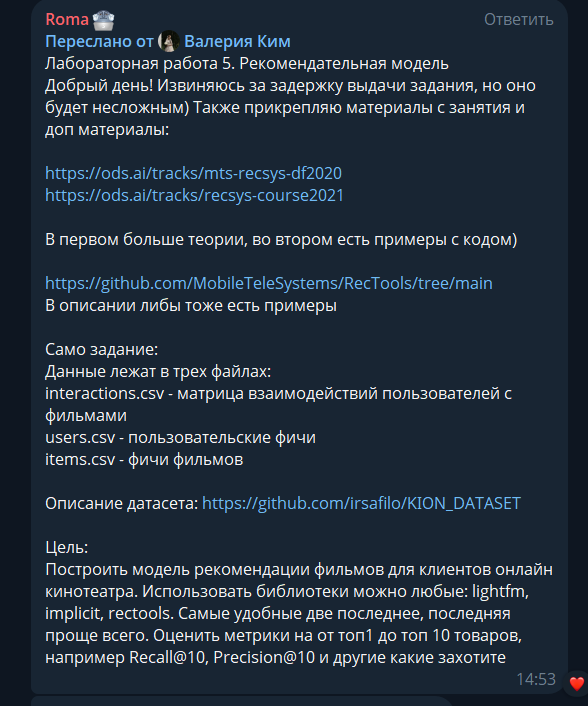 Roma
Ответить
Переслано от Валерия Ким
Лабораторная работа 5. Рекомендательная модель
Добрый день! Извиняюсь за задержку выдачи задания, но оно
будет несложным) Также прикрепляю материалы с занятия и
доп материалы:
https://ods.ai/tracks/mts-recsys-df2020
https://ods.ai/tracks/recsys-course2021
В первом больше теории, во втором есть примеры с кодом)
https://github.com/MobileTeleSystems/RecTools/tree/main
В описании либы тоже есть примеры
Само задание:
Данные лежат в трех файлах:
interactions.csv - матрица взаимодействий пользователей с
фильмами
users.csv - пользовательские фичи
items.csv - фичи фильмов
Описание датасета: https://github.com/irsafilo/KION_DATASET
Цель:
Построить модель рекомендации фильмов для клиентов онлайн
кинотеатра. Использовать библиотеки можно любые: lightfm,
implicit, rectools. Самые удобные две последнее, последняя
проще всего. Оценить метрики на от топ1 до топ 10 товаров,
например Recall@10, Precision@10 и другие какие захотите
14:53